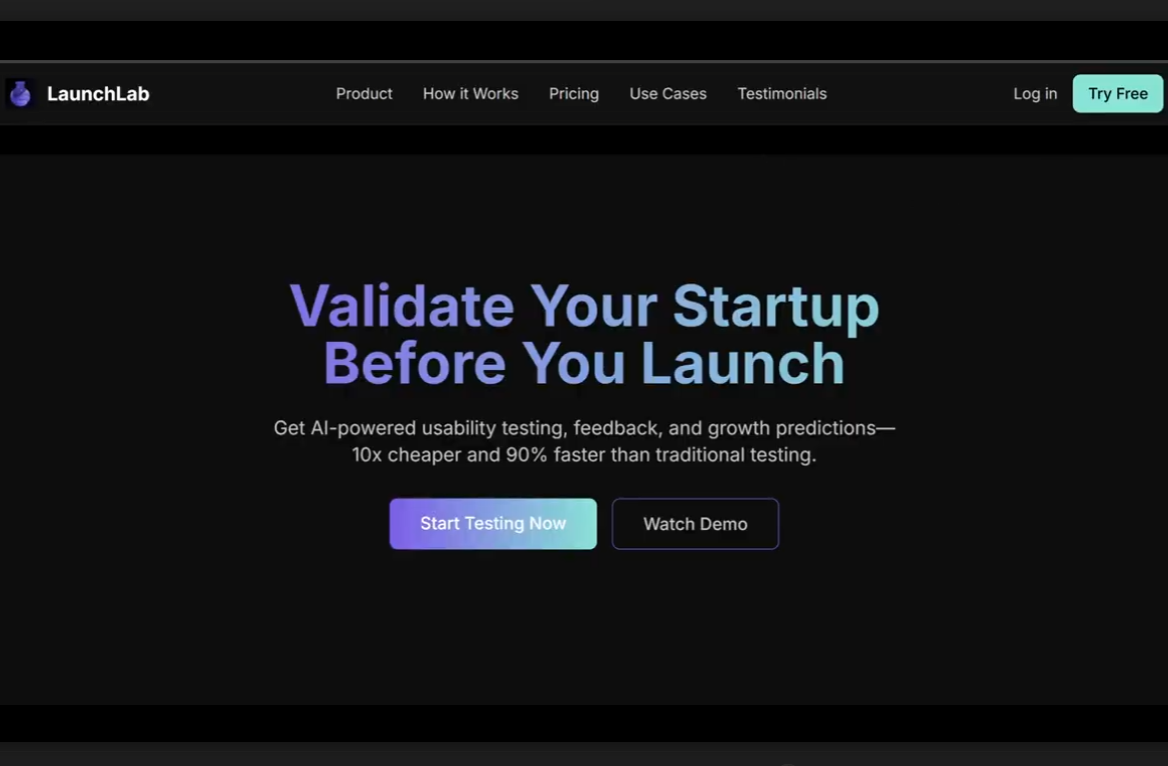 LaunchLab
Product
How it Works
Pricing
Use Cases
Testimonials
Log in
Try Free
Validate Your Startup
Before You Launch
Get AI-powered usability testing, feedback, and growth predictions—
10x cheaper and 90% faster than traditional testing.
Start Testing Now
Watch Demo